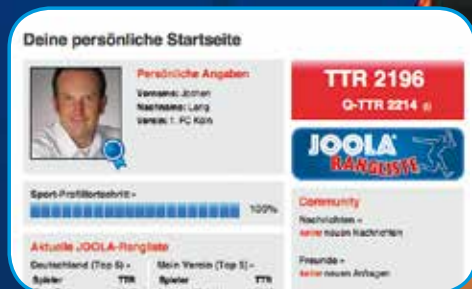 Deine persönliche Startseite
Persönliche Angaben
Vorname: Jochen
Nachname: Lang
Verein: 1. FC Köln
TTR 2196
Q-TTR 2214
JOOLA
RANGLISTE
Sport-Profilfortschritt »
100%
Community
Nachrichten »
keine neuen Nachrichten
Freunde »
keine neuen Anfragen
Aktuelle JOOLA-Rangliste
Deutschland (Top 5) »
Mein Verein (Top 5) »
Spieler TTR
Spieler TTR